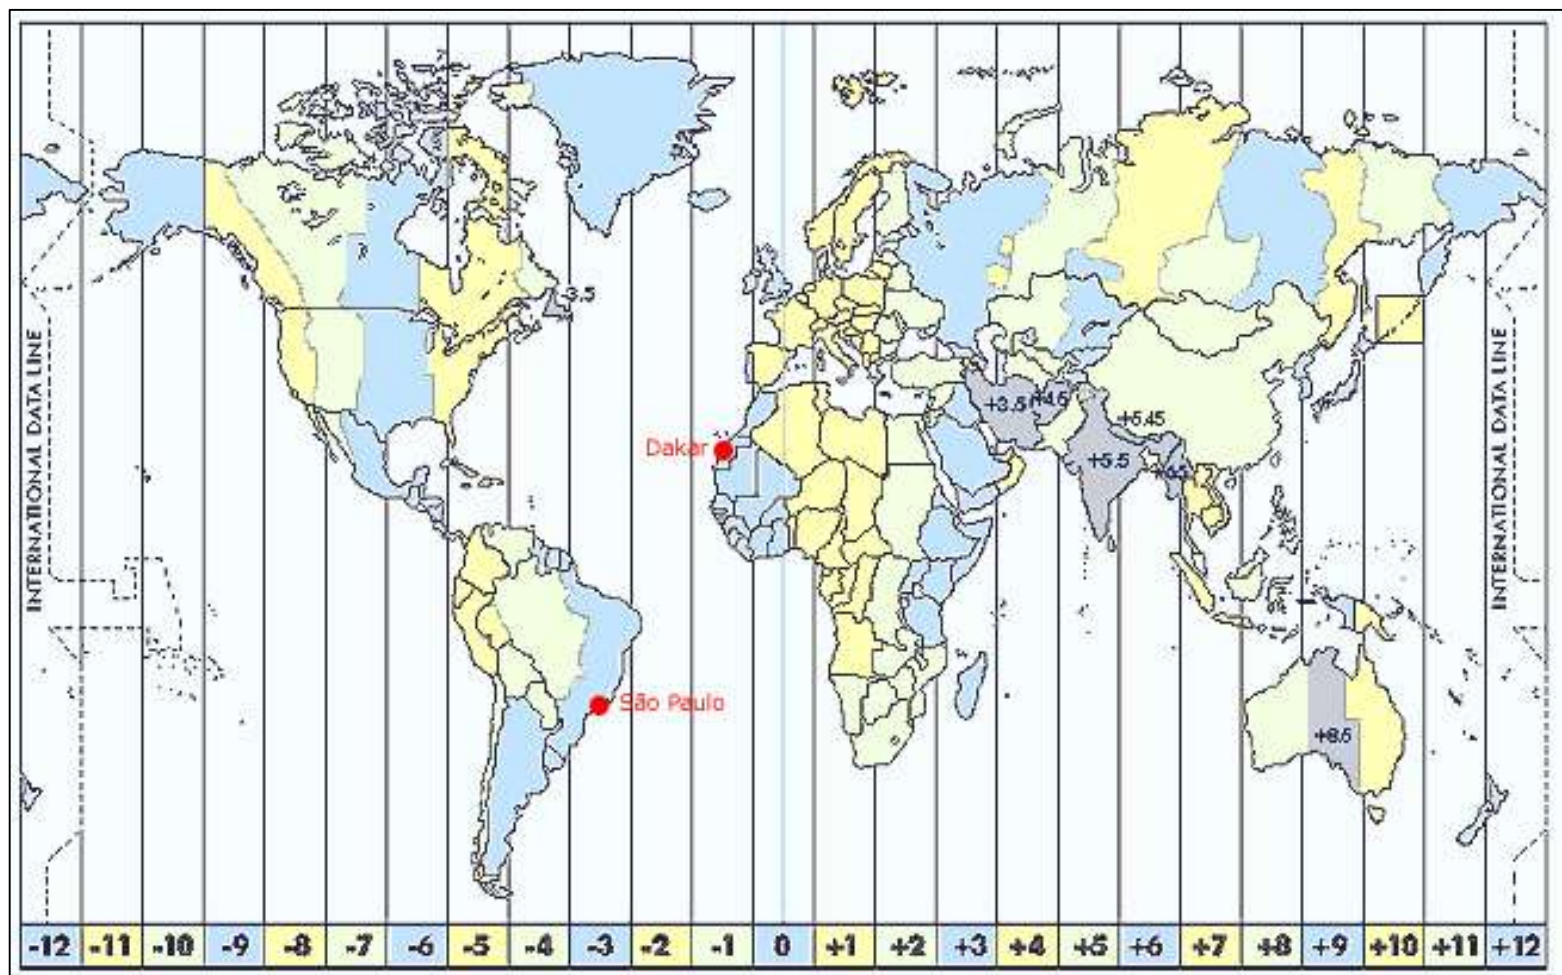 -3.5
INTERNATIONAL DATA LINE
INTERNATIONAL DATA LINE
+3.5
+4.5
+5.45
Dakar
+5.5
+6.5
São Paulo
+8.5
-12 -11 -10 -9 -8 -7 -6 -5 -4 -3 -2 -1 0 +1 +2 +3 +4 +5 +6 +7 +8 +9 +10 +11 +12